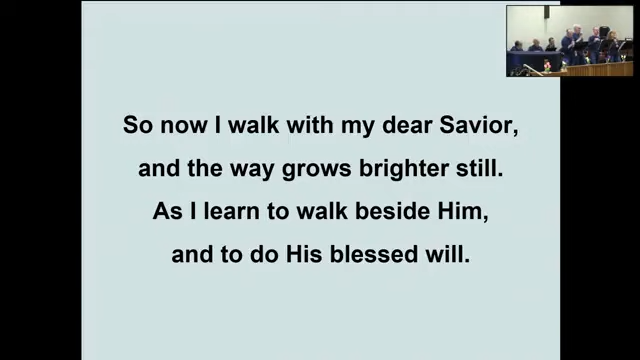 So now I walk with my dear Savior,
and the way grows brighter still.
As I learn to walk beside Him,
and to do His blessed will.